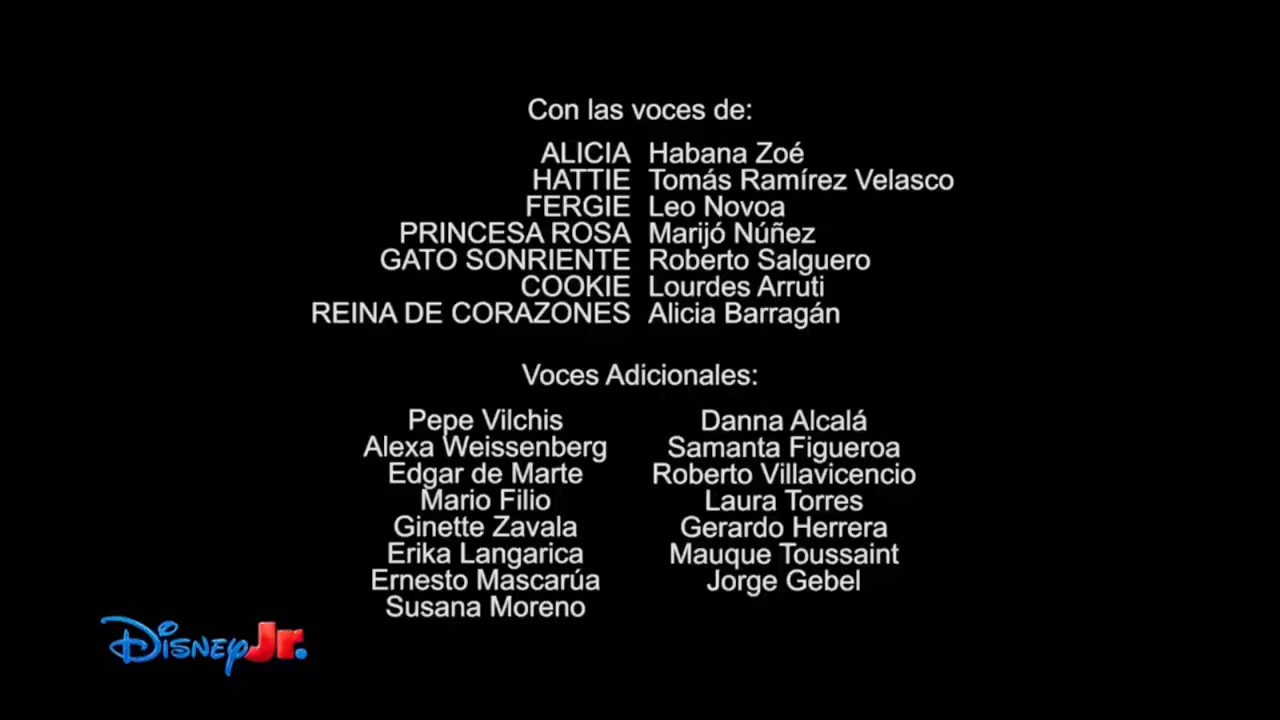 Con las voces de:
ALICIA Habana Zoé
HATTIE Tomás Ramírez Velasco
FERGIE Leo Novoa
PRINCESA ROSA Marijó Núñez
GATO SONRIENTE Roberto Salguero
COOKIE Lourdes Arruti
REINA DE CORAZONES Alicia Barragán
Voces Adicionales:
Pepe Vilchis Danna Alcalá
Alexa Weissenberg Samanta Figueroa
Edgar de Marte Roberto Villavicencio
Mario Filio Laura Torres
Ginette Zavala Gerardo Herrera
Erika Langarica Mauque Toussaint
Ernesto Mascarúa Jorge Gebel
Susana Moreno
Disney Jr.